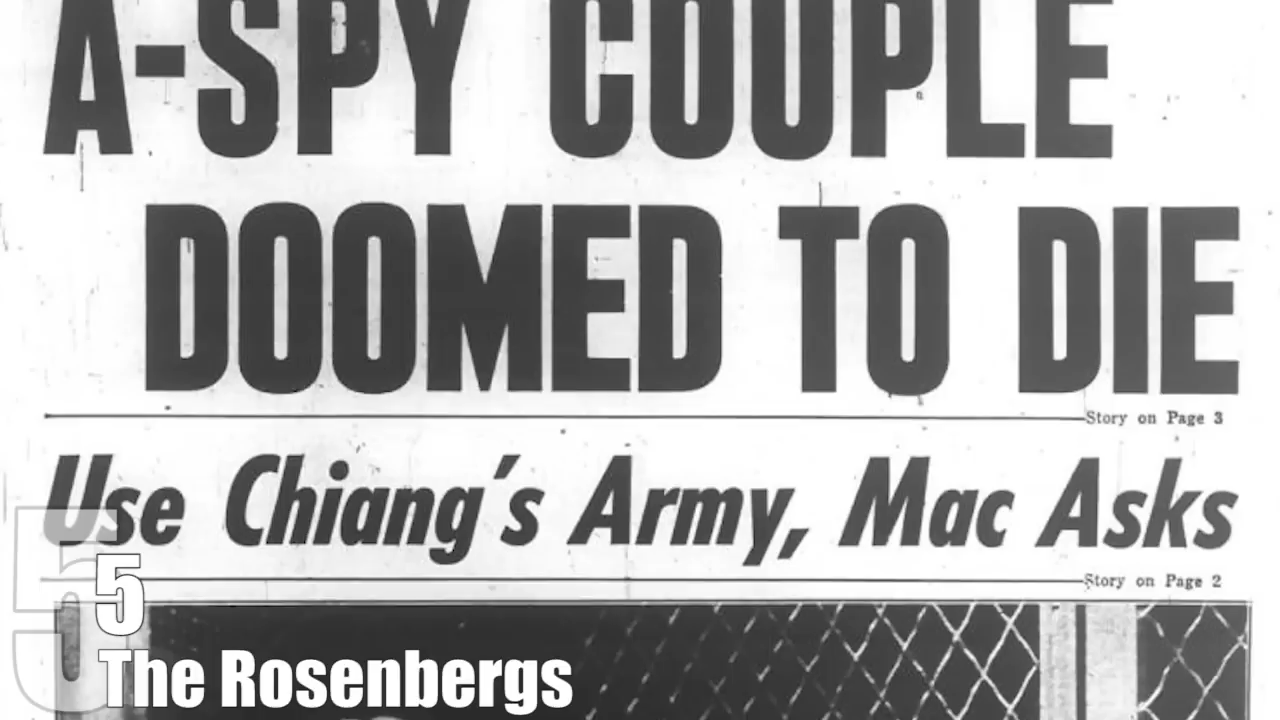 A-SPY COUPLE
DOOMED TO DIE
Story on Page 3
Use Chiang's Army, Mac Asks
Story on Page 2
5
5
The Rosenbergs